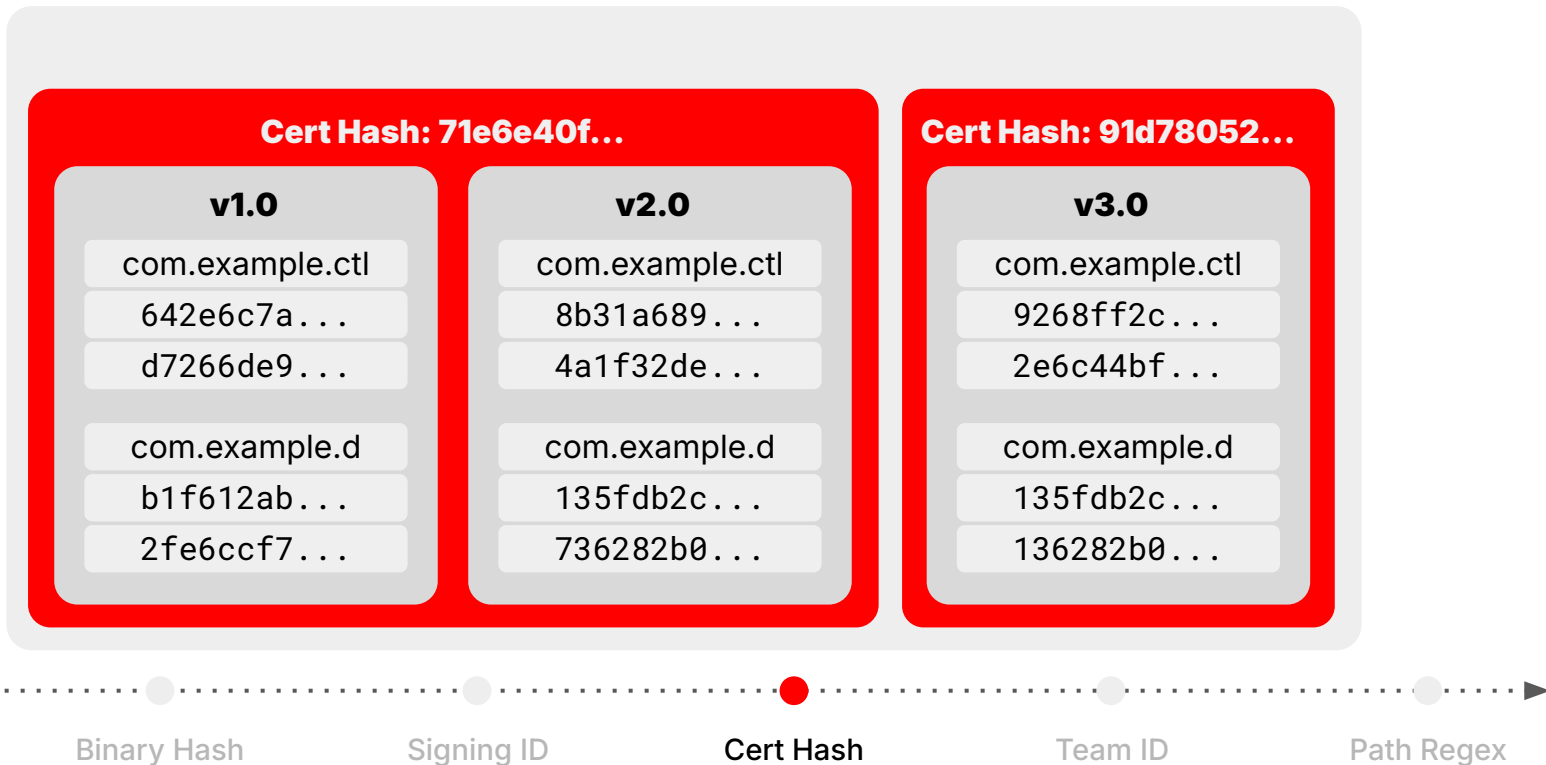 Cert Hash: 71e6e40f...
v1.0
com.example.ctl
642e6c7a...
d7266de9...
com.example.d
b1f612ab...
2fe6ccf7...
v2.0
com.example.ctl
8b31a689...
4a1f32de...
com.example.d
135fdb2c...
736282b0...
Cert Hash: 91d78052...
v3.0
com.example.ctl
9268ff2c...
2e6c44bf...
com.example.d
135fdb2c...
136282b0...
Binary Hash
Signing ID
Cert Hash
Team ID
Path Regex